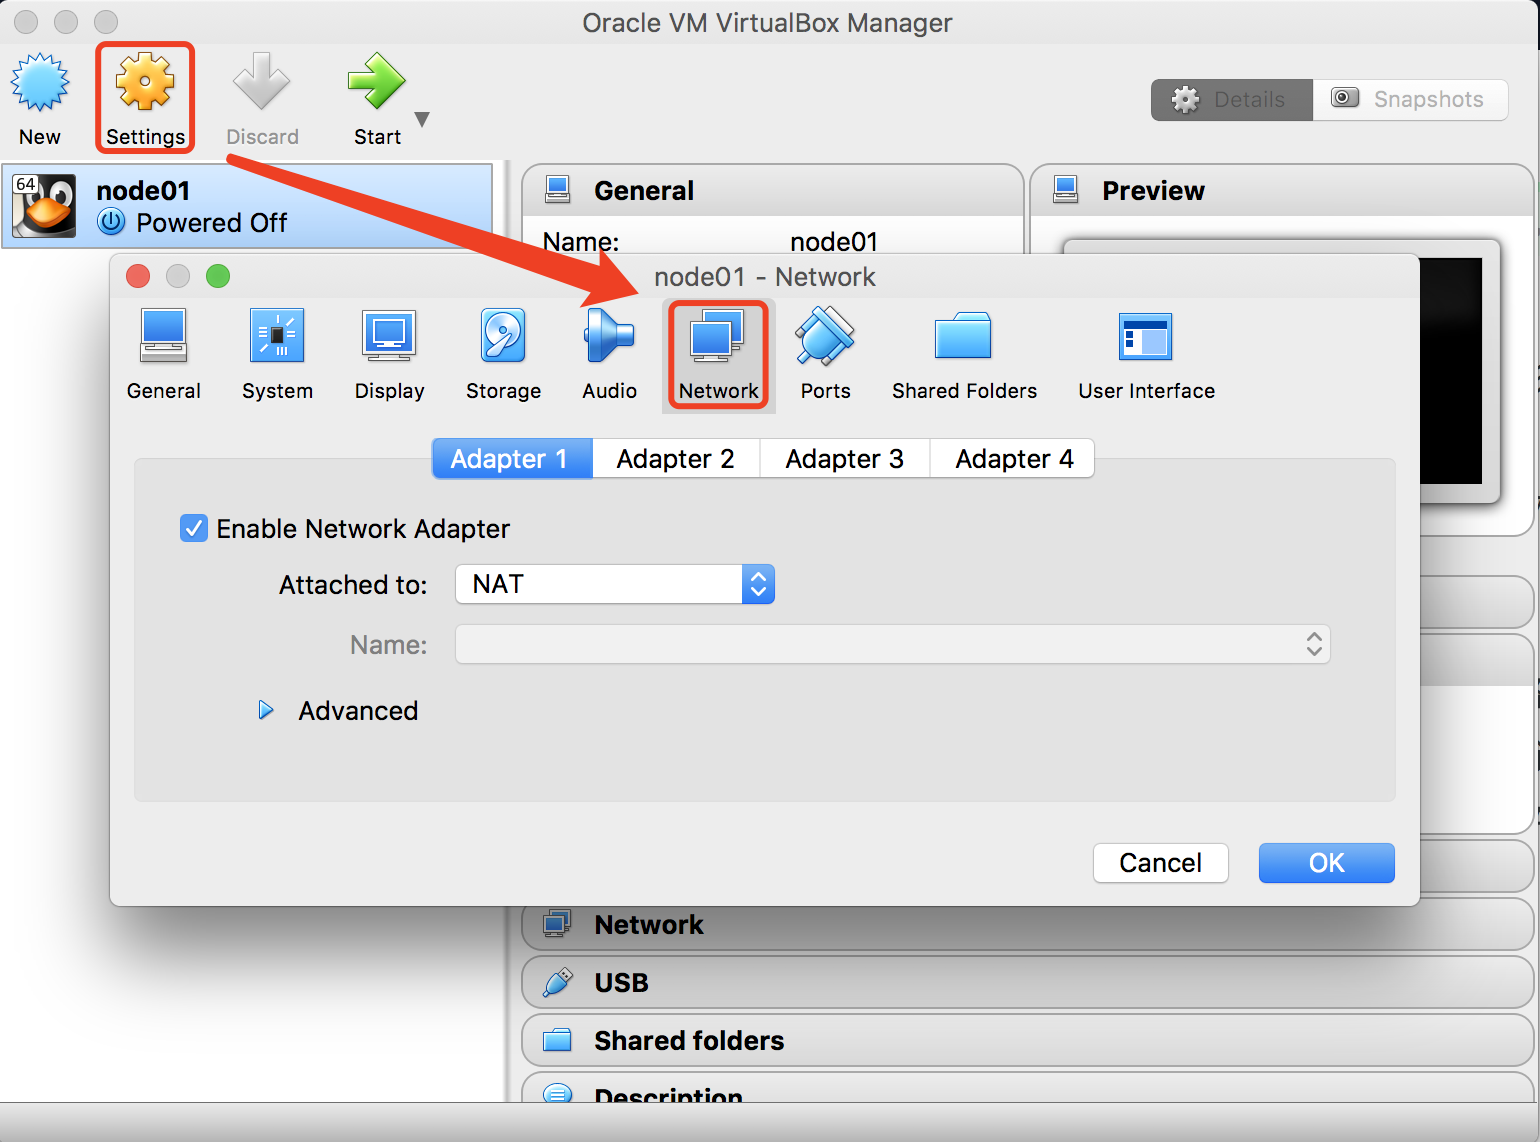 Oracle VM VirtualBox Manager
New
Settings
Discard
Start
Details
Snapshots
64
node01
Powered Off
General
Preview
Name:
node01
node01 - Network
General
System
Display
Storage
Audio
Network
Ports
Shared Folders
User Interface
Adapter 1
Adapter 2
Adapter 3
Adapter 4
Enable Network Adapter
Attached to:
NAT
Name:
Advanced
Cancel
OK
Network
USB
Shared folders
Description